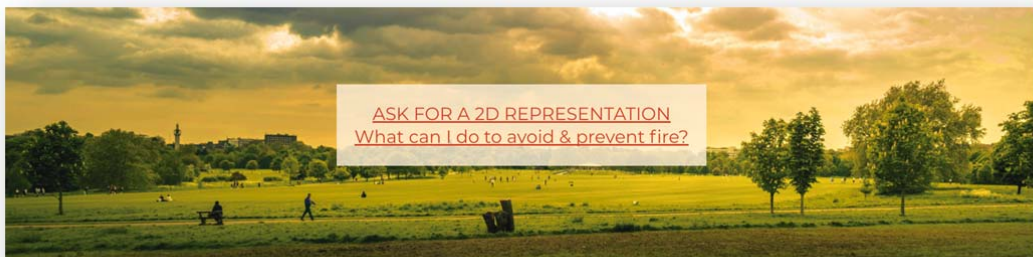 ASK FOR A 2D REPRESENTATION
What can I do to avoid & prevent fire?